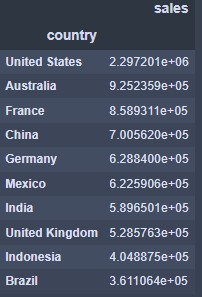 sales
country
United States 2.297201e+06
Australia 9.252359e+05
France 8.589311e+05
China 7.005620e+05
Germany 6.288400e+05
Mexico 6.225906e+05
India 5.896501e+05
United Kingdom 5.285763e+05
Indonesia 4.048875e+05
Brazil 3.611064e+05